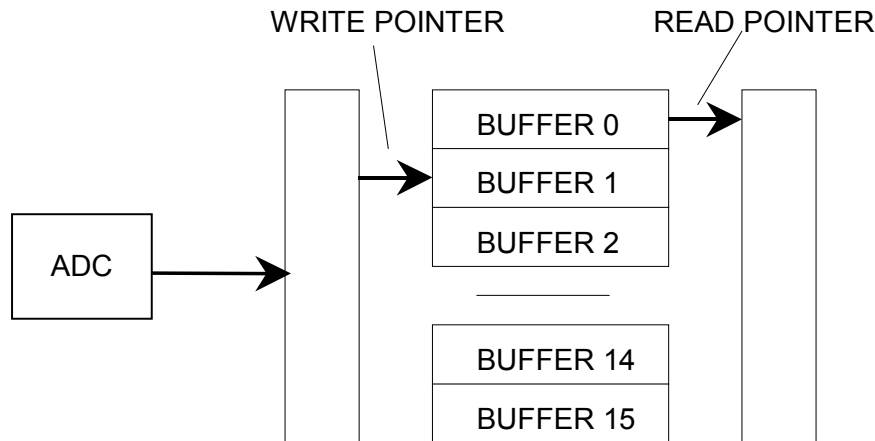 WRITE POINTER READ POINTER
BUFFER 0
BUFFER 1
BUFFER 2
ADC
BUFFER 14
BUFFER 15